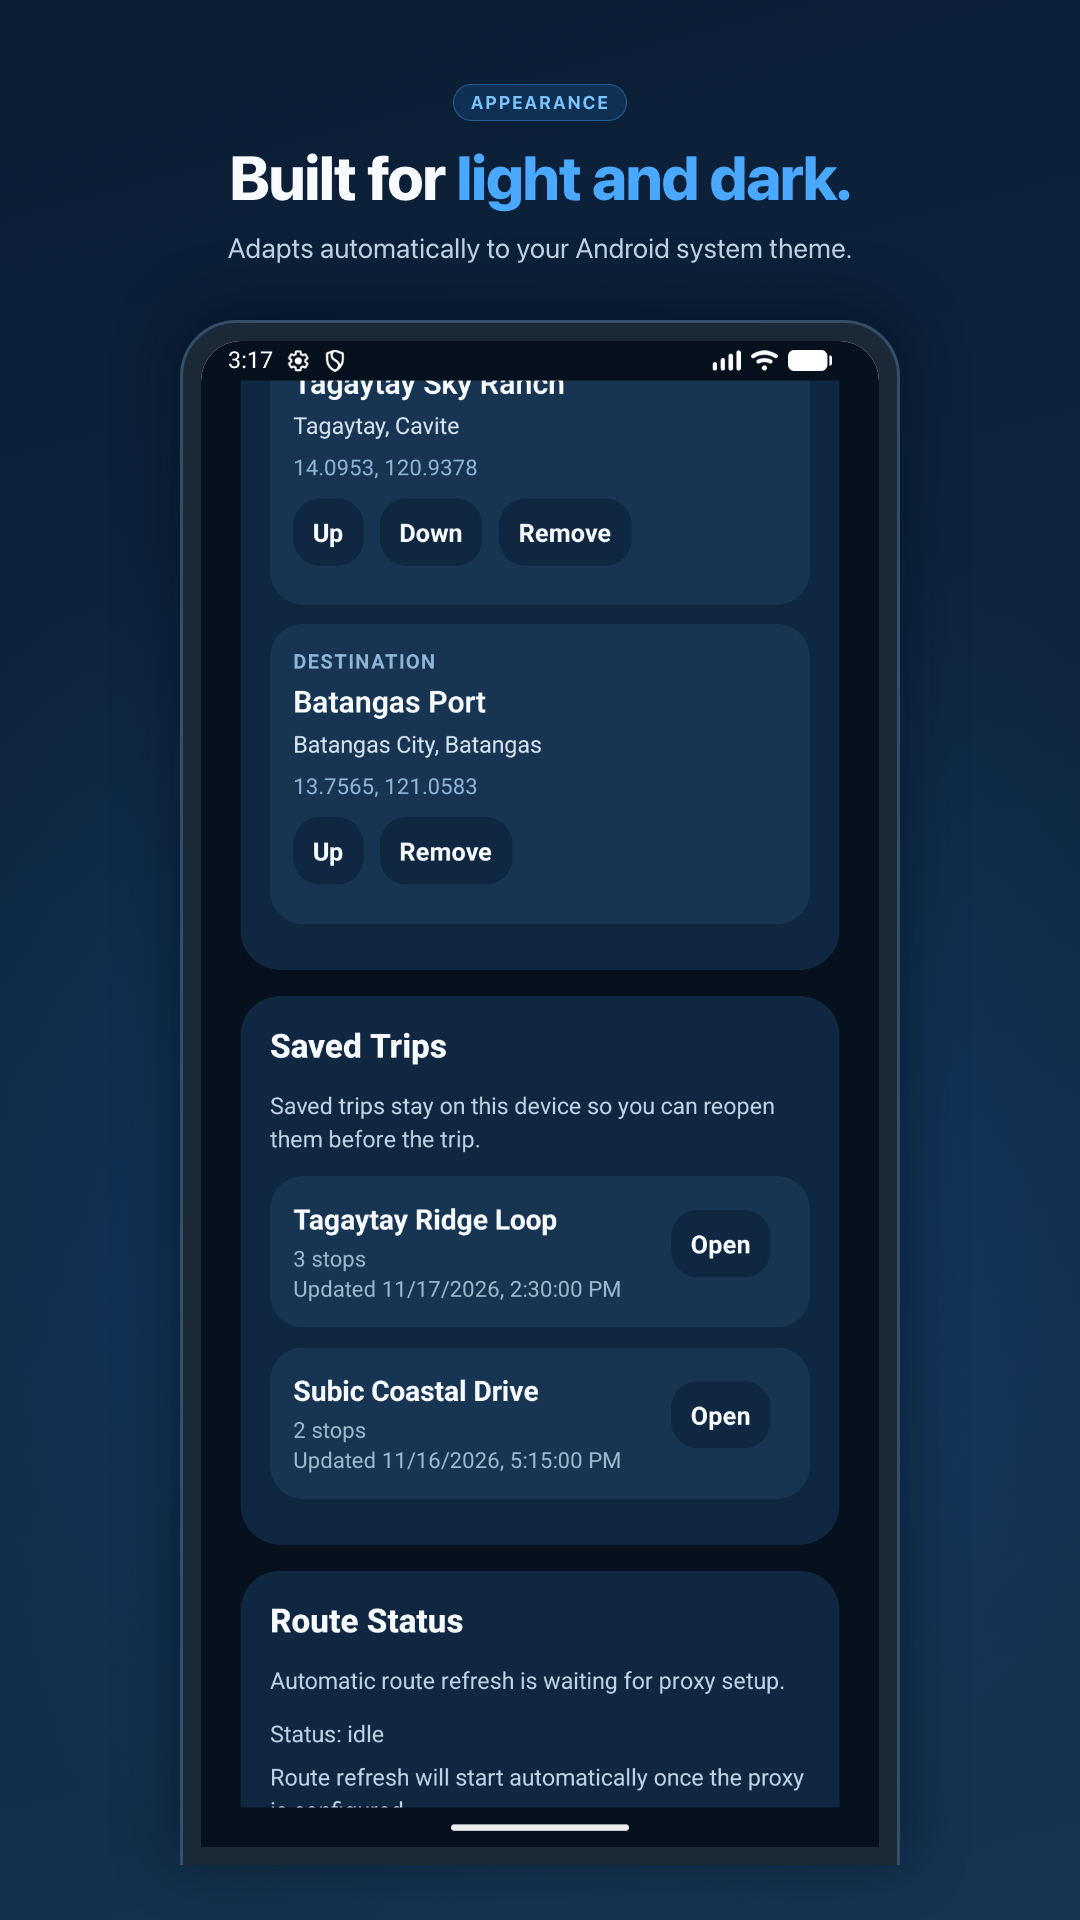 APPEARANCE
Built for light and dark.
Adapts automatically to your Android system theme.
3:17
Tagaytay Sky Ranch
Tagaytay, Cavite
14.0953, 120.9378
Up Down Remove
DESTINATION
Batangas Port
Batangas City, Batangas
13.7565, 121.0583
Up Remove
Saved Trips
Saved trips stay on this device so you can reopen
them before the trip.
Tagaytay Ridge Loop
3 stops
Updated 11/17/2026, 2:30:00 PM
Open
Subic Coastal Drive
2 stops
Updated 11/16/2026, 5:15:00 PM
Open
Route Status
Automatic route refresh is waiting for proxy setup.
Status: idle
Route refresh will start automatically once the proxy
is configured